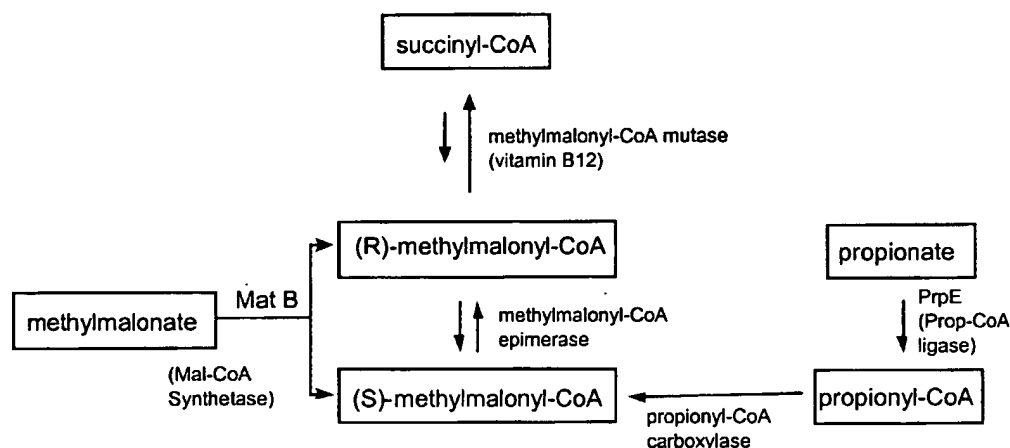 succinyl-CoA
methylmalonyl-CoA mutase
(vitamin B12)
(R)-methylmalonyl-CoA
propionate
Mat B
methylmalonate
methylmalonyl-CoA
epimerase
PrpE
(Prop-CoA
ligase)
(Mal-CoA
Synthetase)
(S)-methylmalonyl-CoA
propionyl-CoA
propionyl-CoA
carboxylase